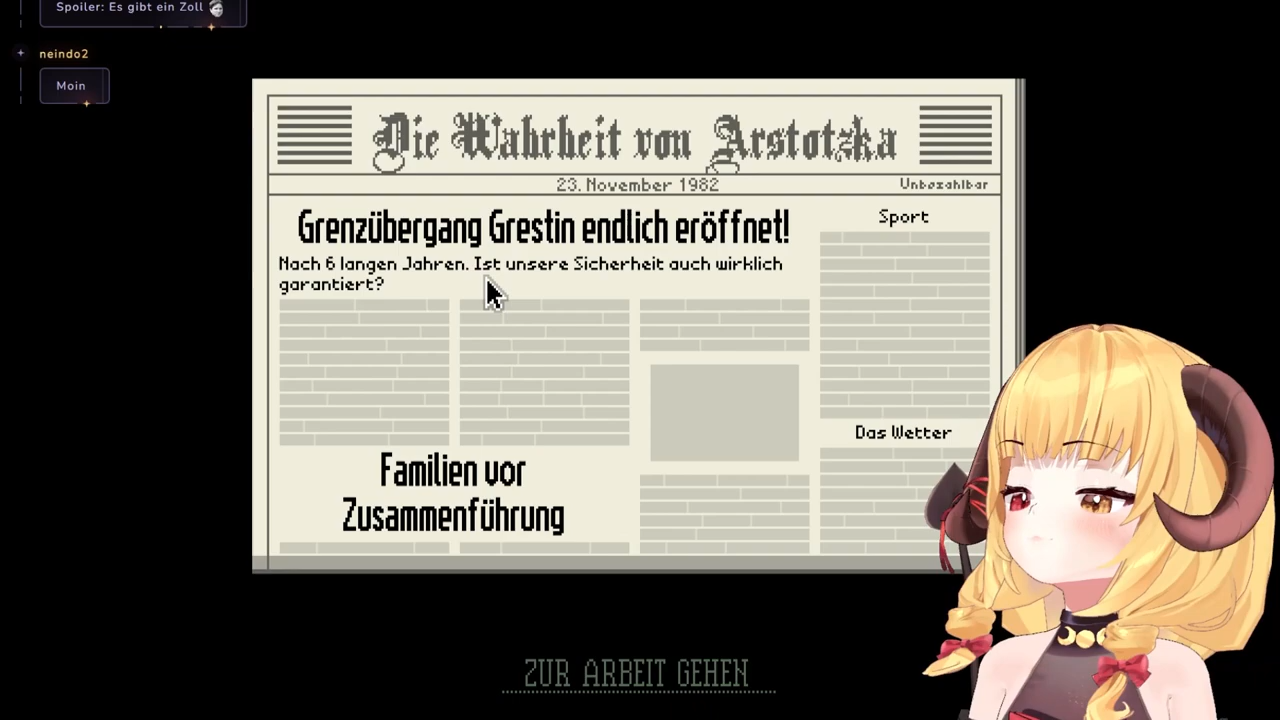 Spoiler: Es gibt ein Zoll
neindo2
Moin
Die Wahrheit von Arstotzka
23. November 1982
Unbezahlbar
Grenzübergang Grestin endlich eröffnet!
Nach 6 langen Jahren. Ist unsere Sicherheit auch wirklich
garantiert?
Sport
Das Wetter
Familien vor
Zusammenführung
ZUR ARBEIT GEHEN